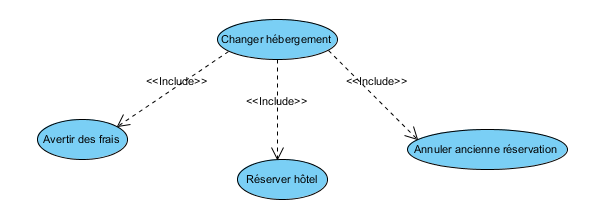 Changer hébergement
<<Include>>
<<Include>>
<<Include>>
Avertir des frais
Réserver hôtel
Annuler ancienne réservation